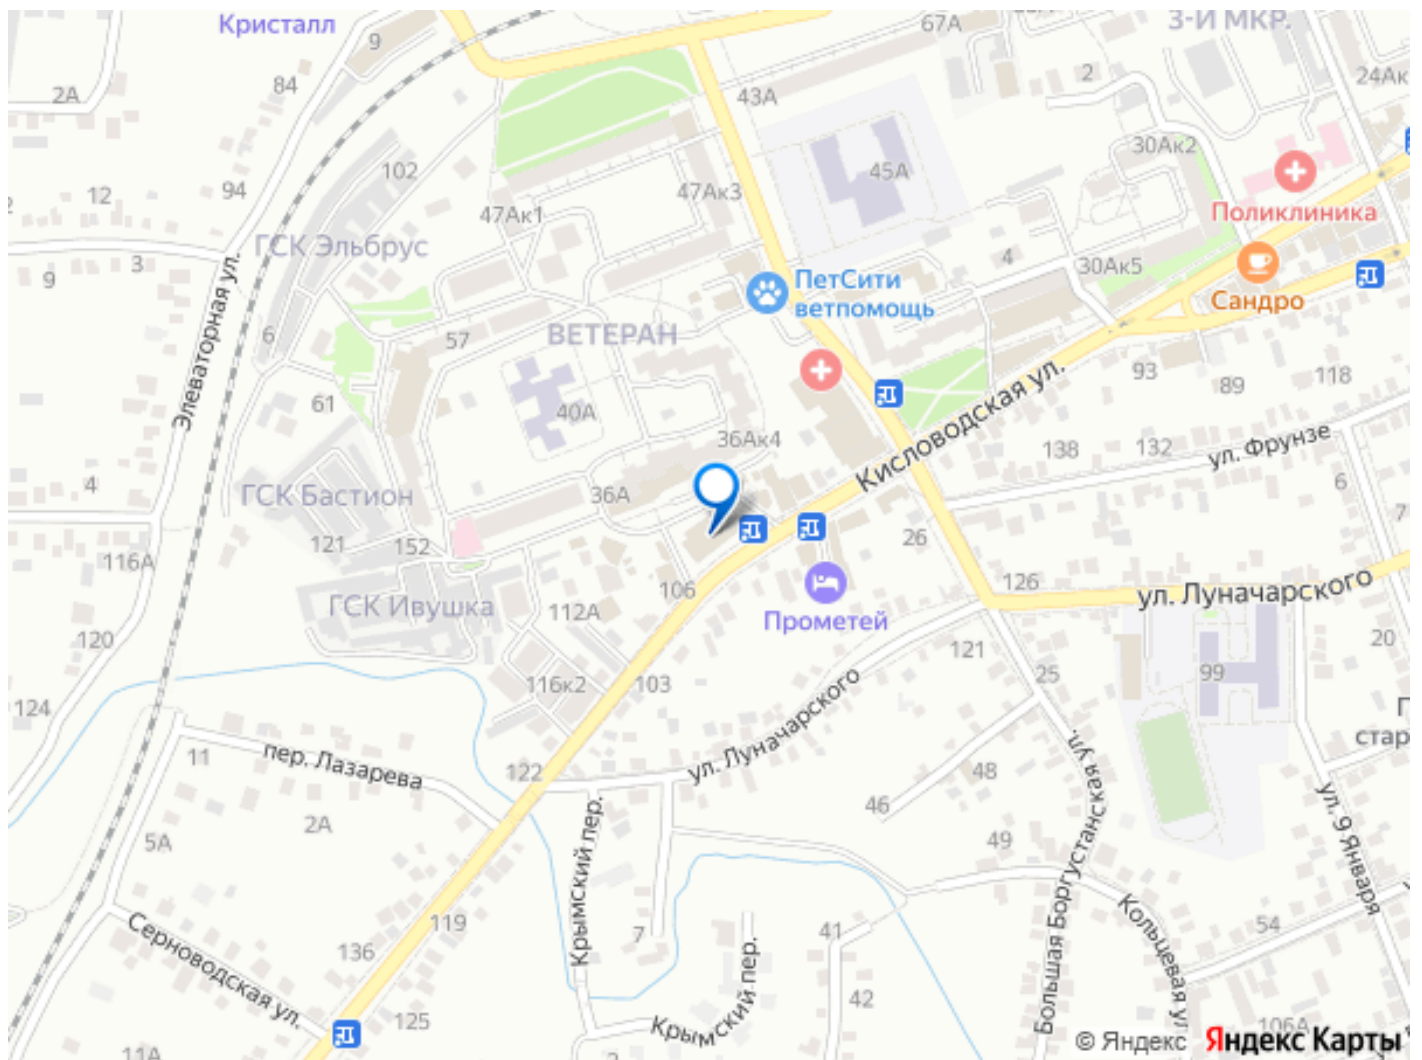 Кристалл
9
67А
3-Й МКР.
2А
84
43А
2
24Ак
102
45А
30Ак2
94
12
47Ак1
47Ак3
Поликлиника
ГСК Эльбрус
4
3
9
30Ак5
ПетСити
ветпомощь
Сандро
Элеваторная ул.
6
57
ВЕТЕРАН
93
89
118
61
40А
Кисловодская ул.
36Ак4
138
132
ул. Фрунзе
4
ГСК Бастион
36А
6
7
116А
121
152
26
106
126
ул. Луначарского
ГСК Ивушка
112А
Прометей
120
121
20
116к2
103
25
99
124
ул. Луначарского
П
стар
11
пер. Лазарева
122
48
46
Большая Боргустанская ул.
ул. 9 Января
2А
5А
49
Крымский пер.
119
Серноводская ул.
136
7
41
Кольцевая ул.
54
Крымский пер.
42
125
Крымский пер.
11А
106А
© Яндекс Яндекс Карты